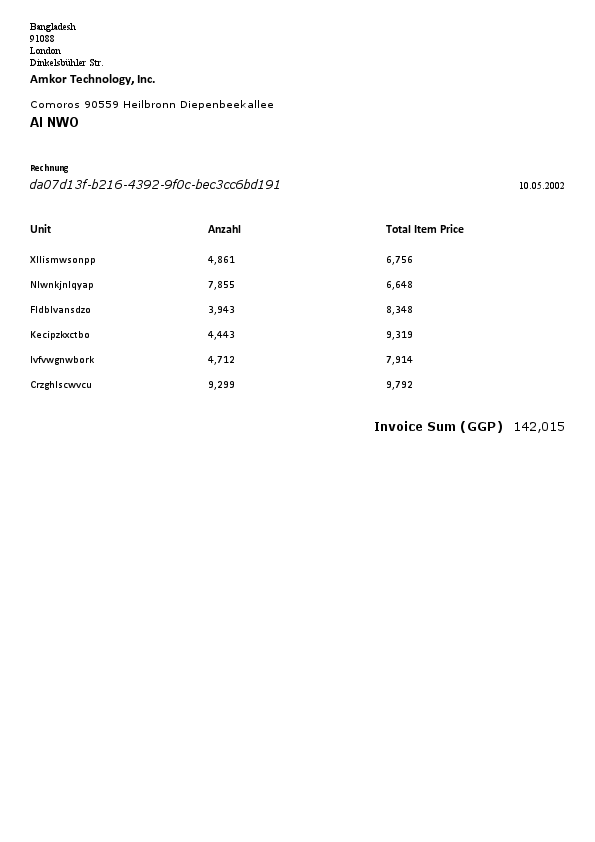 Bangladesh
91088
London
Dinkelsbühler Str.
Amkor Technology, Inc.
Comoros 90559 Heilbronn Diepenbeekallee
AI NWO
Rechnung
da07d13f-b216-4392-9f0c-bec3cc6bd191 10.05.2002
Unit Anzahl Total Item Price
Xllismwsonpp 4,861 6,756
Nlwnkjnlqyap 7,855 6,648
Fldblvansdzo 3,943 8,348
Kecipzkxctbo 4,443 9,319
Ivfvwgnwbork 4,712 7,914
Crzghlscwvcu 9,299 9,792
Invoice Sum (GGP) 142,015